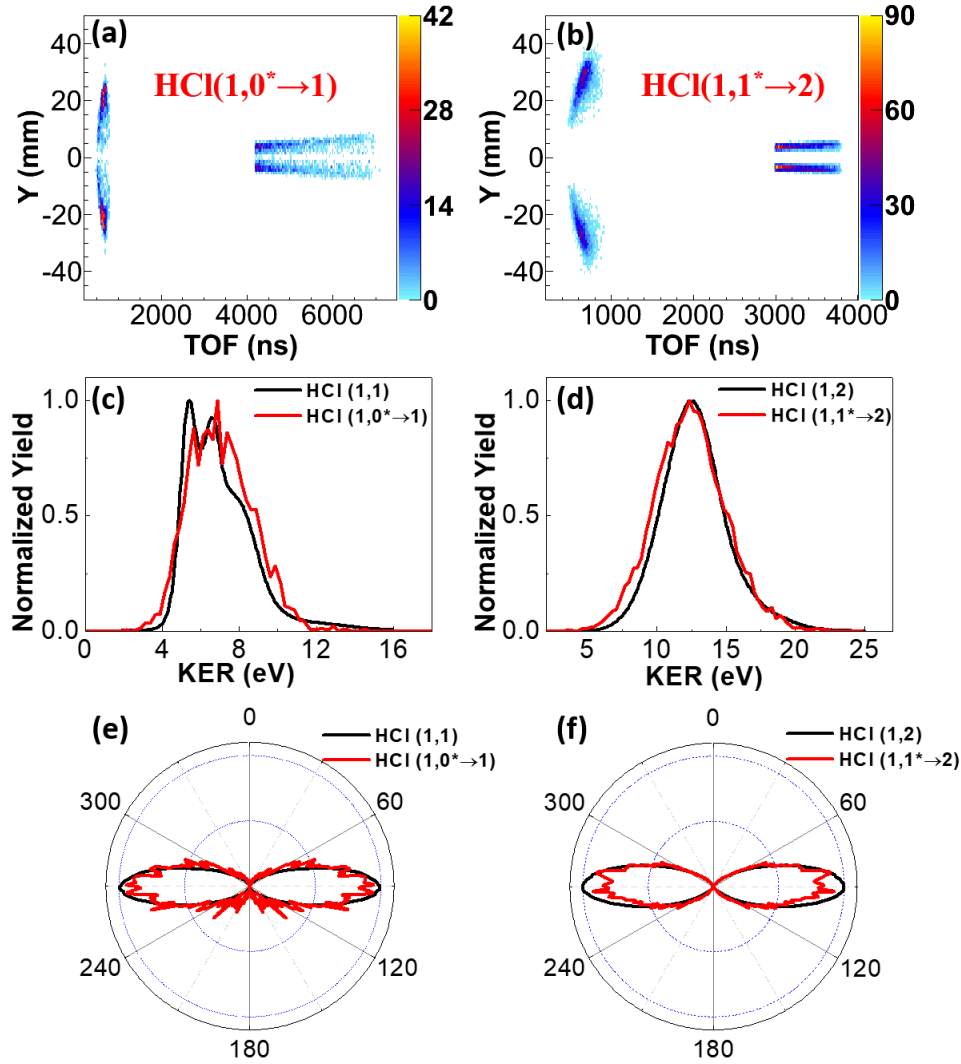 (a)
HCl(1,0*→1)
Y (mm)
40
20
0
-20
-40
2000 4000 6000
TOF (ns)
42
28
14
0
(b)
HCl(1,1*→2)
Y (mm)
40
20
0
-20
-40
1000 2000 3000 4000
TOF (ns)
90
60
30
0
(c)
HCl (1,1)
HCl (1,0*→1)
Normalized Yield
1.0
0.5
0.0
0 4 8 12 16
KER (eV)
(d)
HCl (1,2)
HCl (1,1*→2)
Normalized Yield
1.0
0.5
0.0
5 10 15 20 25
KER (eV)
(e)
0
HCl (1,1)
HCl (1,0*→1)
300
60
240
120
180
(f)
0
HCl (1,2)
HCl (1,1*→2)
300
60
240
120
180